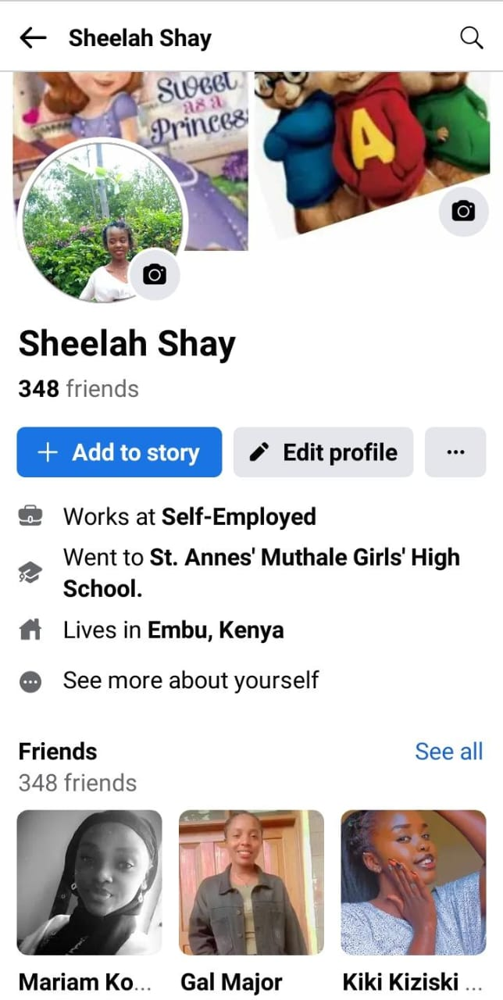 Sheelah Shay
Sweet
as a
Princess
A
Sheelah Shay
348 friends
Add to story
Edit profile
Works at Self-Employed
Went to St. Annes' Muthale Girls' High
School.
Lives in Embu, Kenya
See more about yourself
Friends
See all
348 friends
Mariam Ko...
Gal Major
Kiki Kiziski ...